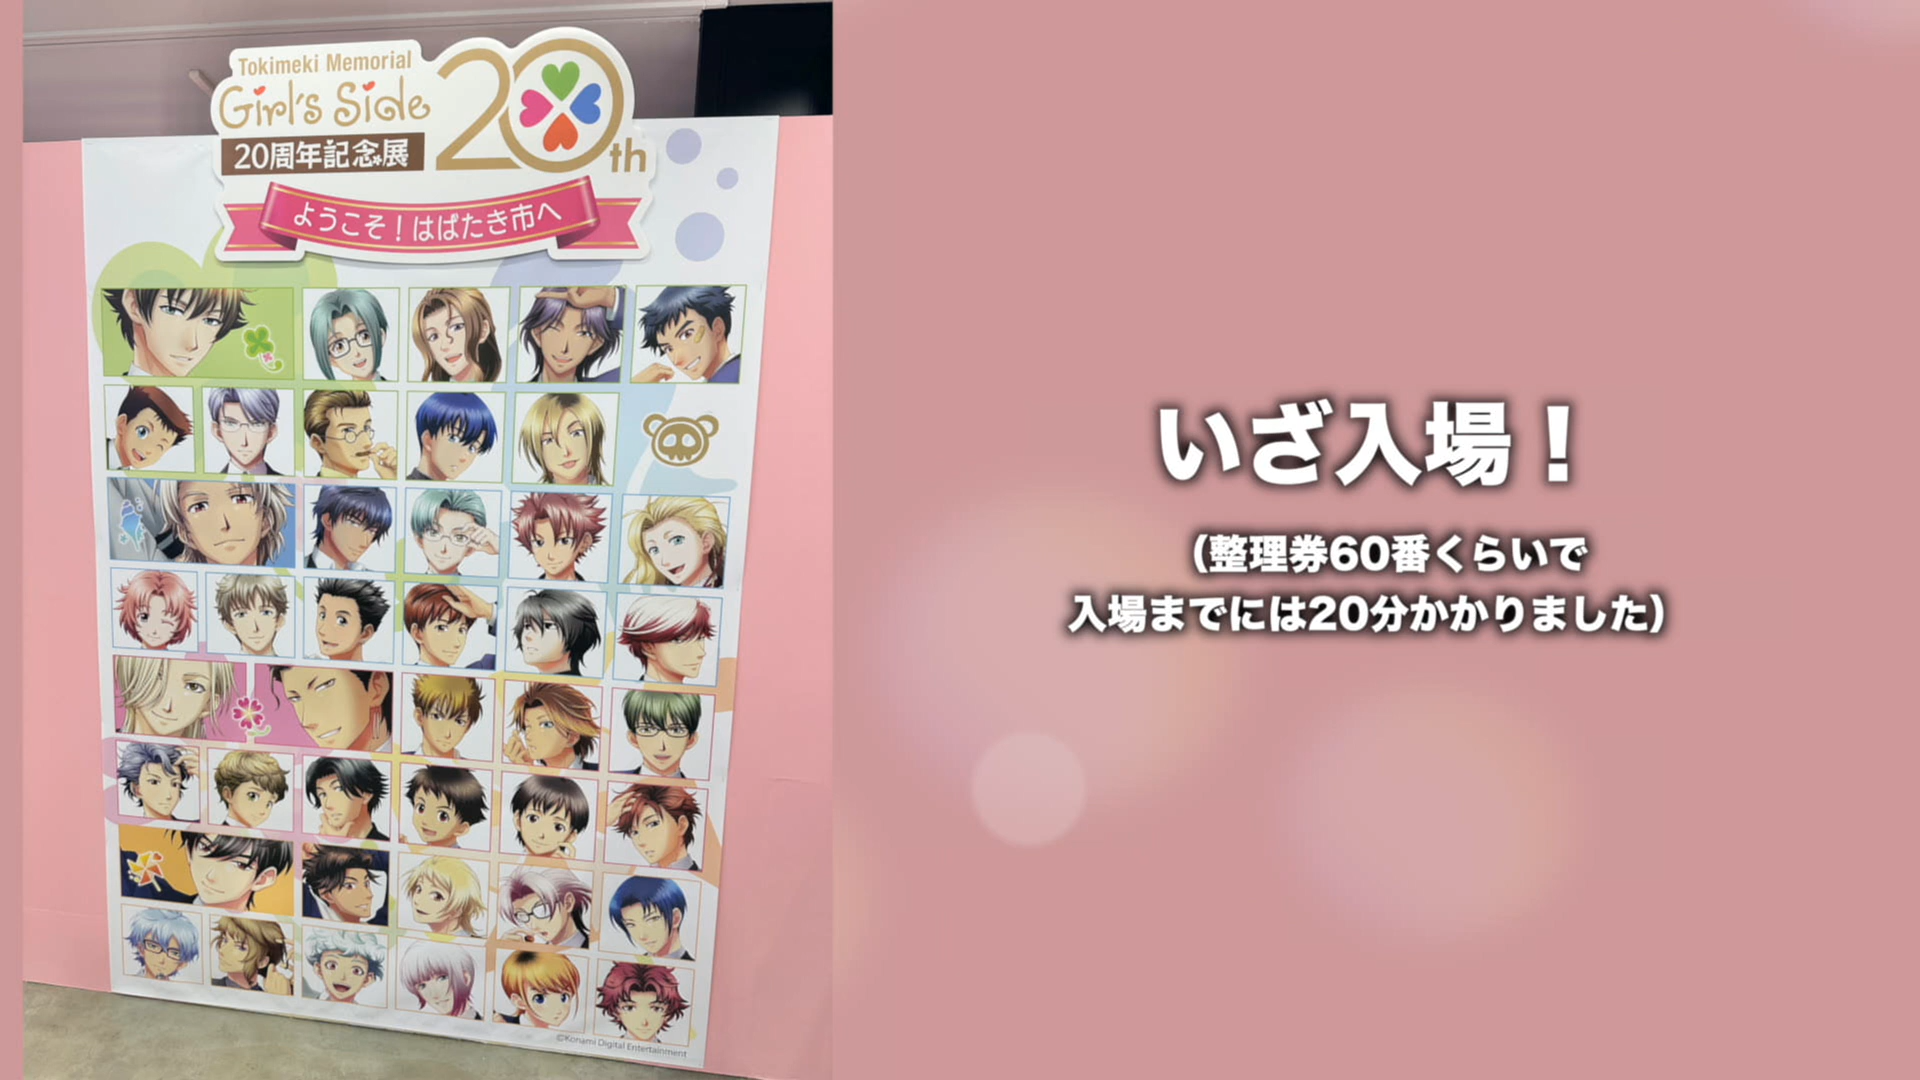 Tokimeki Memorial
Girl's Side
20th
20周年記念展
ようこそ！はばたき市へ
©Konami Digital Entertainment
いざ入場！
（整理券60番くらいで
入場までには20分かかりました）